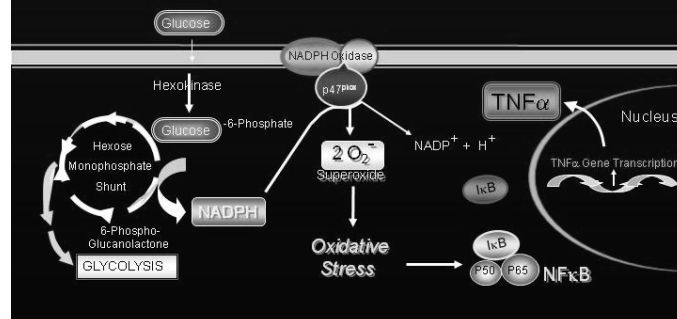 Glucose
NADPH Oxidase
Hexokinase
p47phox
TNFα
Nucleus
Glucose -6-Phosphate
Hexose
Monophosphate
Shunt
NADP+ + H+
2 O2-
Superoxide
TNFα Gene Transcription
IκB
NADPH
6-Phospho-
Glucanolactone
GLYCOLYSIS
Oxidative
Stress
IκB
P50 P65 NFκB